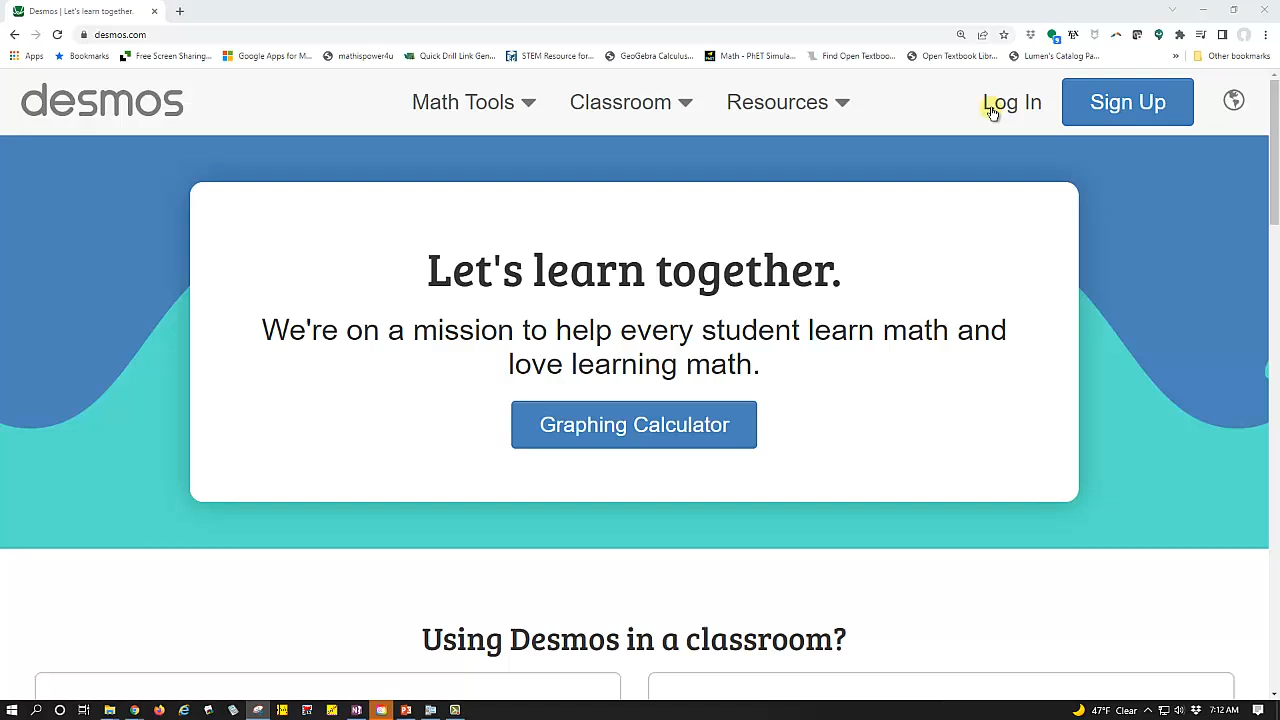 Desmos | Let's learn together.
desmos.com
Apps
Bookmarks
Free Screen Sharing...
Google Apps for M...
mathispower4u
Quick Drill Link Gen...
STEM Resource for...
GeoGebra Calculus...
Math - PhET Simula...
Find Open Textboo...
Open Textbook Libr...
Lumen's Catalog Pa...
»
Other bookmarks
desmos
Math Tools
Classroom
Resources
Log In
Sign Up
Let's learn together.
We're on a mission to help every student learn math and
love learning math.
Graphing Calculator
Using Desmos in a classroom?
47°F Clear
7:12 AM